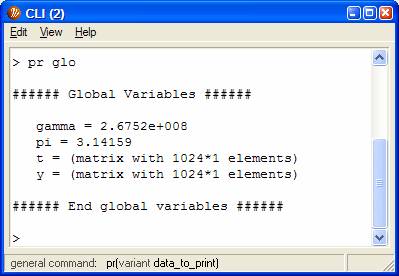 CLI (2)
Edit View Help
> pr glo
###### Global Variables ######
gamma = 2.6752e+008
pi = 3.14159
t = (matrix with 1024*1 elements)
y = (matrix with 1024*1 elements)
###### End global variables ######
>
general command: pr(variant data_to_print)